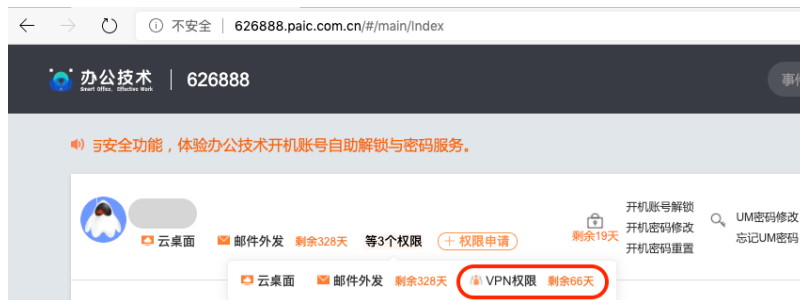 不安全 | 626888.paic.com.cn/#/main/Index
办公技术 | 626888
Smart Office, Effective Work
事件
与安全功能，体验办公技术开机账号自助解锁与密码服务。
云桌面 邮件外发 剩余328天 等3个权限 + 权限申请
剩余19天
开机账号解锁
开机密码修改
开机密码重置
UM密码修改
忘记UM密码
云桌面 邮件外发 剩余328天 VPN权限 剩余66天